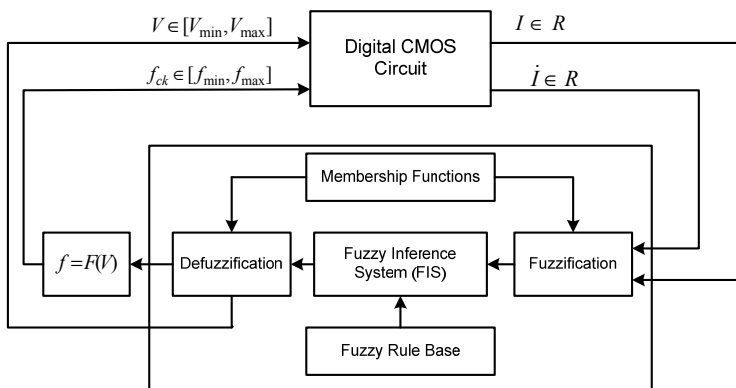 V ∈ [V_min, V_max]
I ∈ R
Digital CMOS
Circuit
f_ck ∈ [f_min, f_max]
İ ∈ R
Membership Functions
f = F(V)
Defuzzification
Fuzzy Inference
System (FIS)
Fuzzification
Fuzzy Rule Base